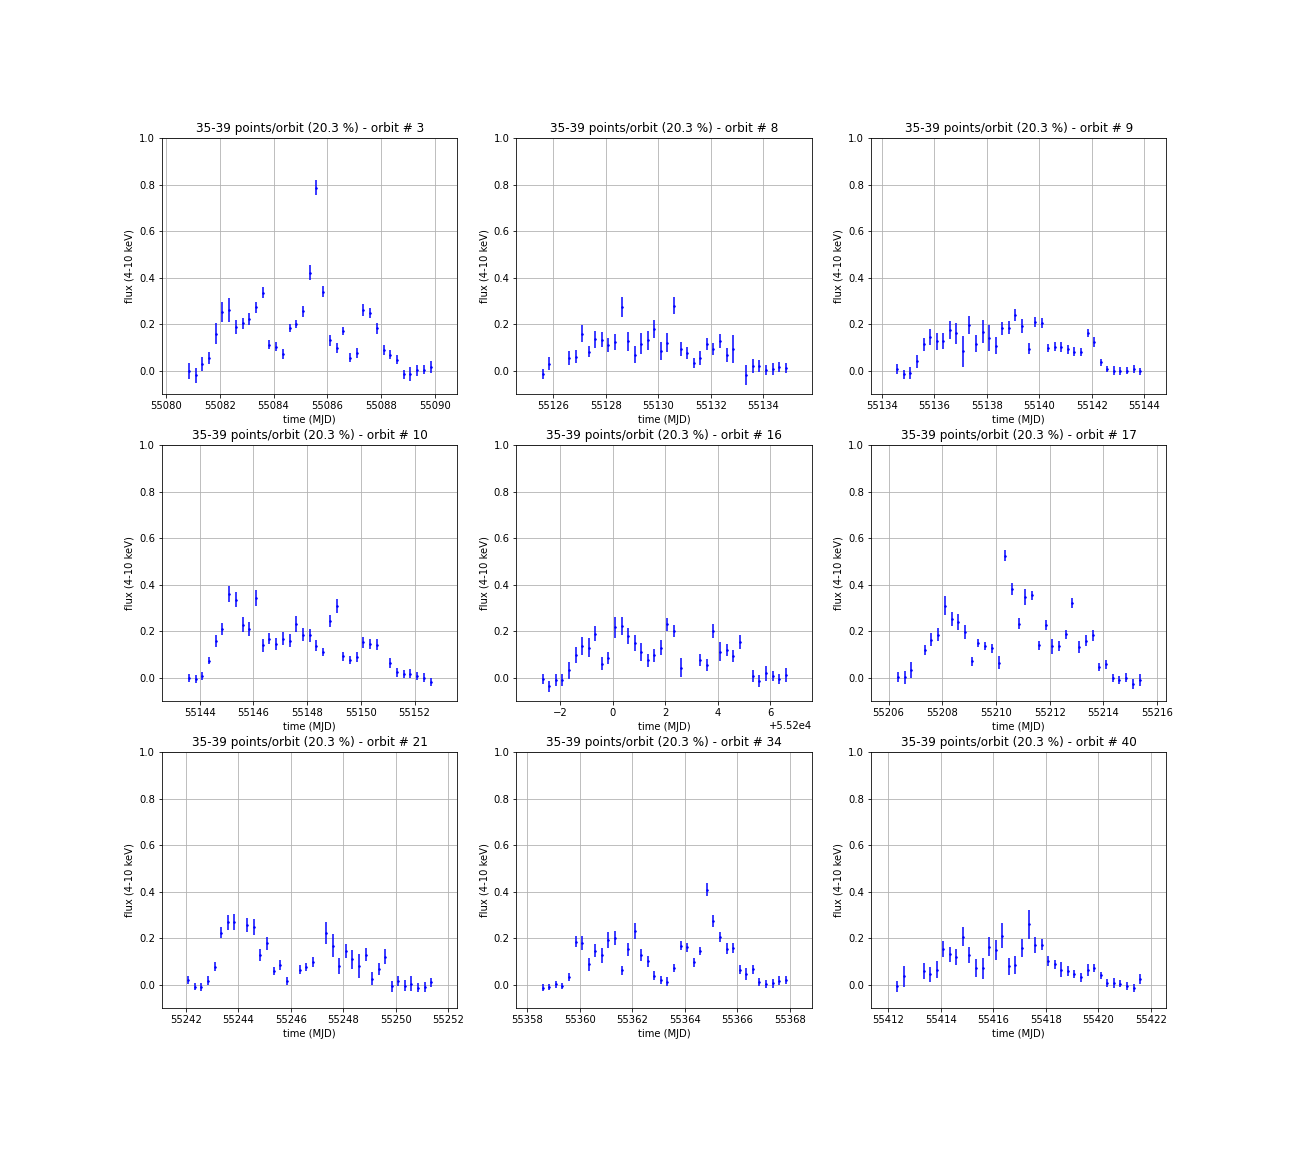 35-39 points/orbit (20.3 %) - orbit # 3
35-39 points/orbit (20.3 %) - orbit # 8
35-39 points/orbit (20.3 %) - orbit # 9
flux (4-10 keV)
1.0
0.8
0.6
0.4
0.2
0.0
55080 55082 55084 55086 55088 55090
time (MJD)
flux (4-10 keV)
1.0
0.8
0.6
0.4
0.2
0.0
55126 55128 55130 55132 55134
time (MJD)
flux (4-10 keV)
1.0
0.8
0.6
0.4
0.2
0.0
55134 55136 55138 55140 55142 55144
time (MJD)
35-39 points/orbit (20.3 %) - orbit # 10
35-39 points/orbit (20.3 %) - orbit # 16
35-39 points/orbit (20.3 %) - orbit # 17
flux (4-10 keV)
1.0
0.8
0.6
0.4
0.2
0.0
55144 55146 55148 55150 55152
time (MJD)
flux (4-10 keV)
1.0
0.8
0.6
0.4
0.2
0.0
−2 0 2 4 6
+5.52e4
time (MJD)
flux (4-10 keV)
1.0
0.8
0.6
0.4
0.2
0.0
55206 55208 55210 55212 55214 55216
time (MJD)
35-39 points/orbit (20.3 %) - orbit # 21
35-39 points/orbit (20.3 %) - orbit # 34
35-39 points/orbit (20.3 %) - orbit # 40
flux (4-10 keV)
1.0
0.8
0.6
0.4
0.2
0.0
55242 55244 55246 55248 55250 55252
time (MJD)
flux (4-10 keV)
1.0
0.8
0.6
0.4
0.2
0.0
55358 55360 55362 55364 55366 55368
time (MJD)
flux (4-10 keV)
1.0
0.8
0.6
0.4
0.2
0.0
55412 55414 55416 55418 55420 55422
time (MJD)